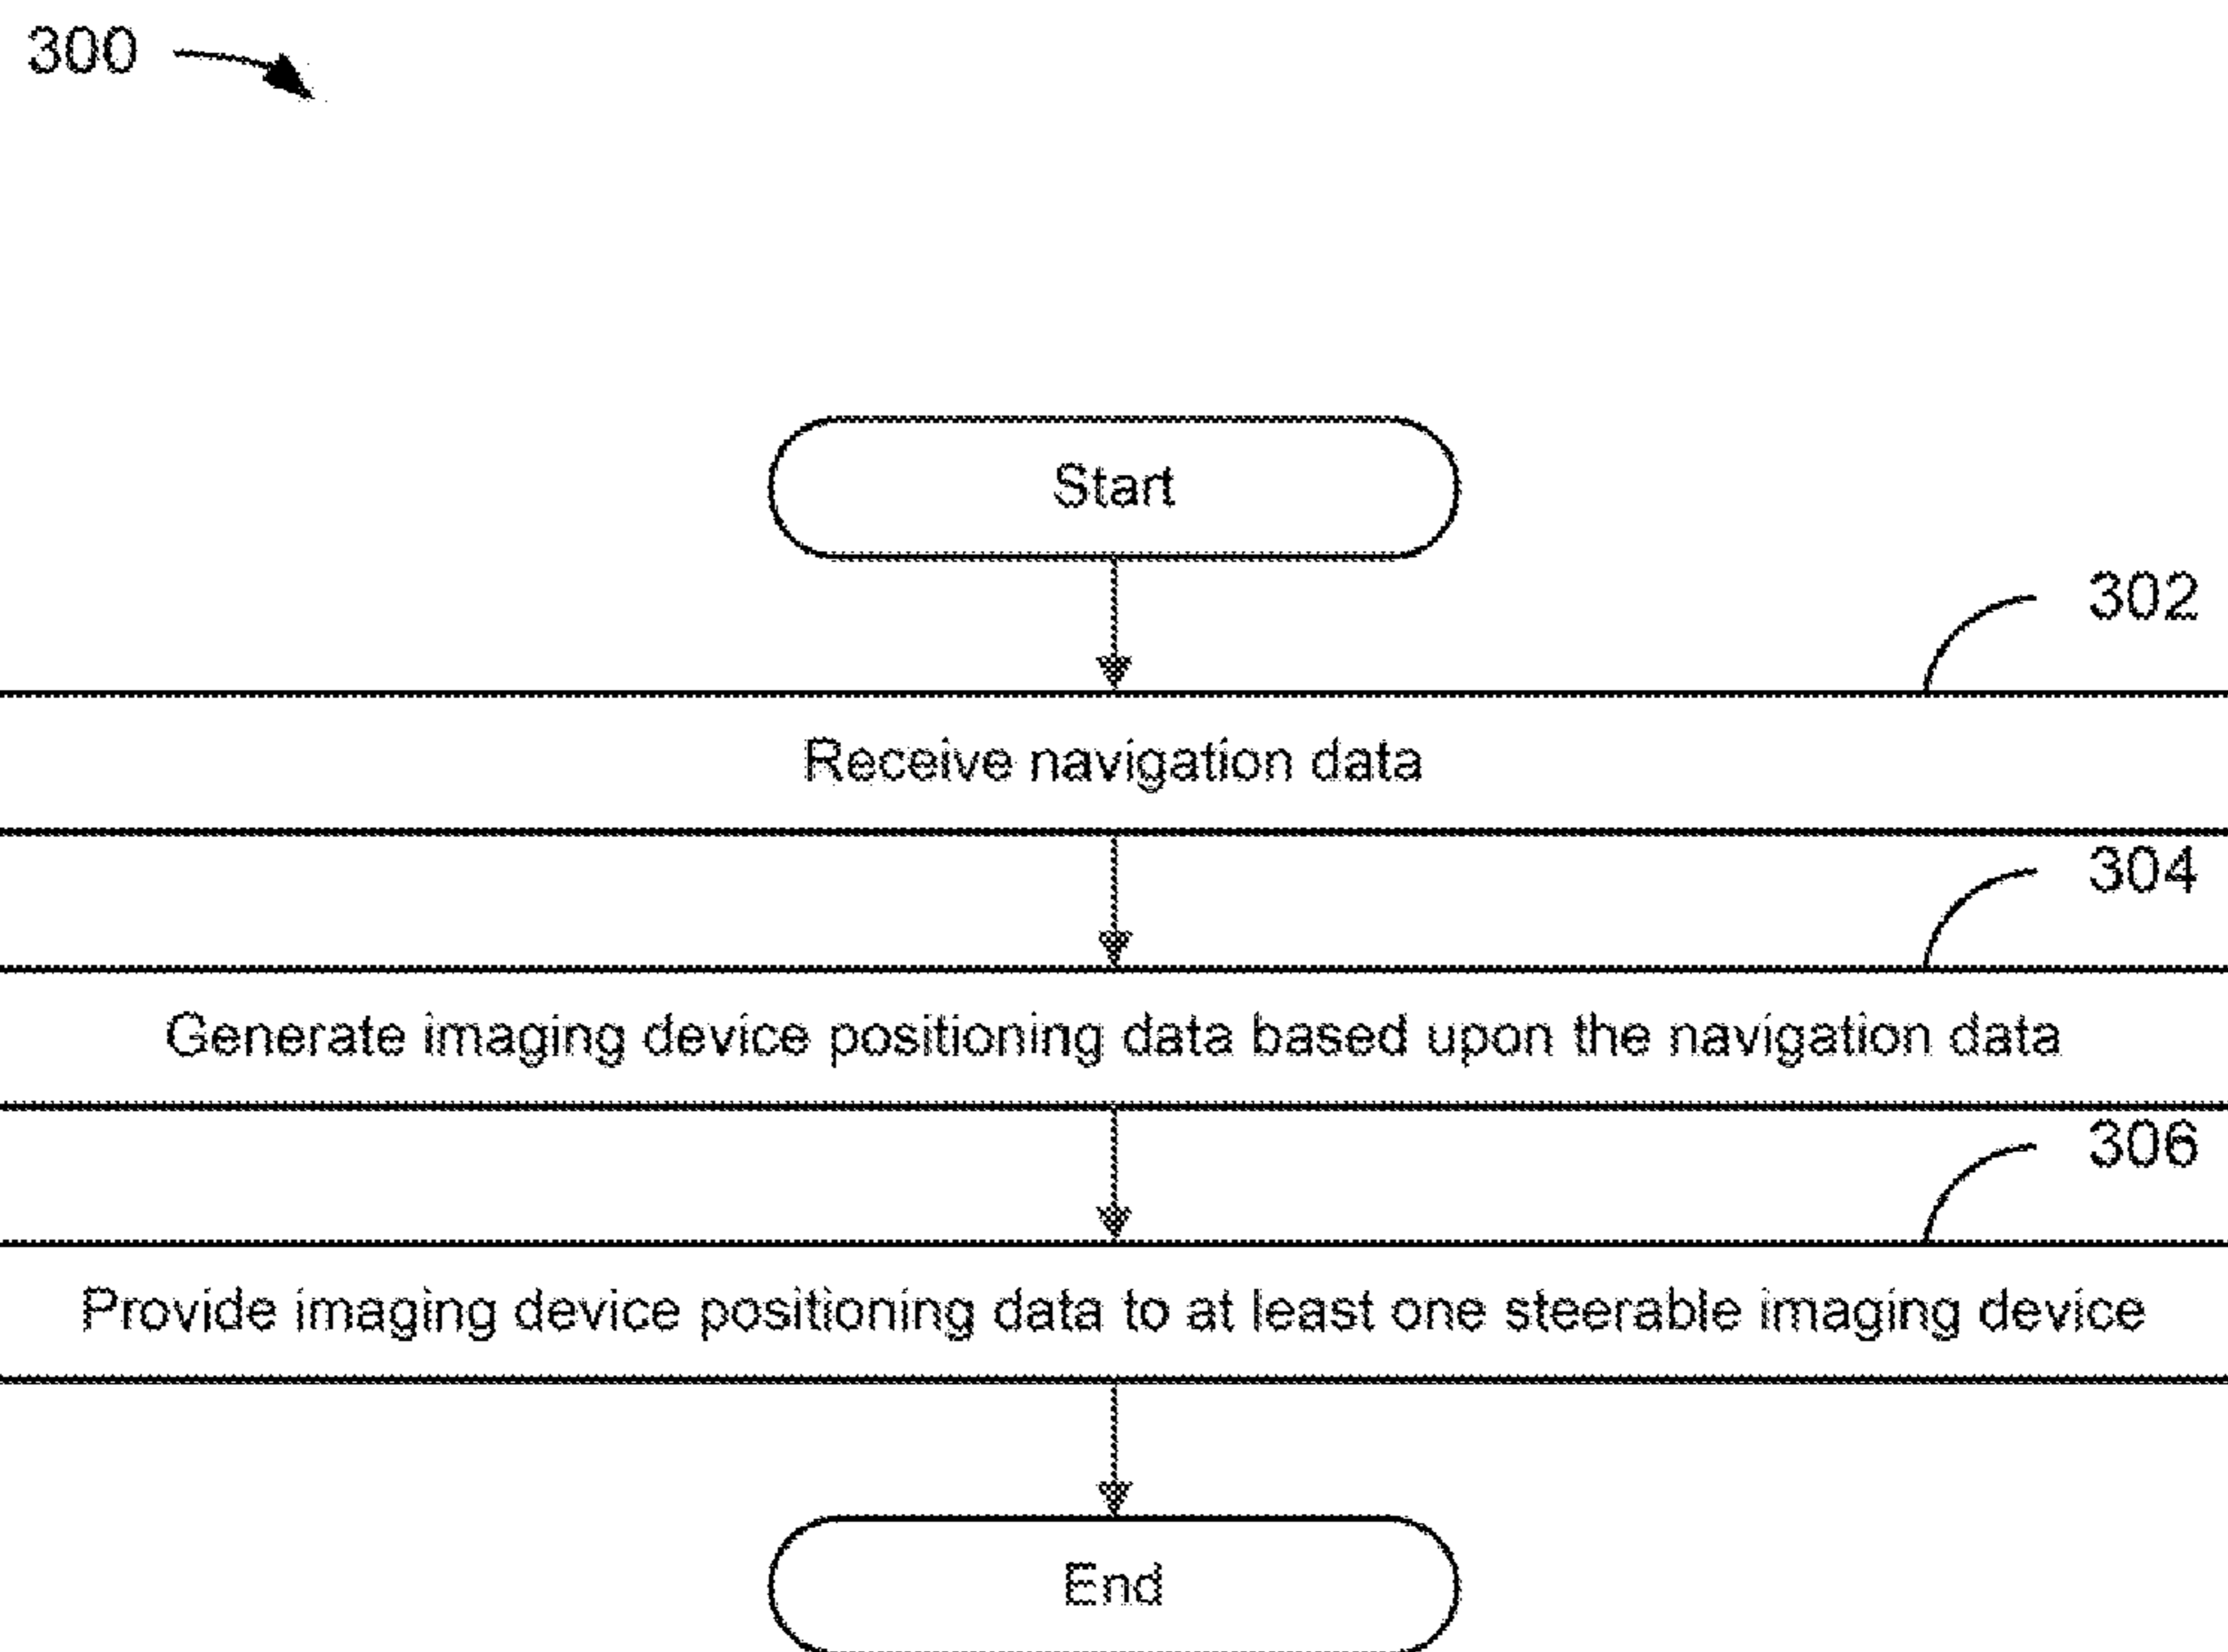 300
Start
302
Receive navigation data
304
Generate imaging device positioning data based upon the navigation data
306
Provide imaging device positioning data to at least one steerable imaging device
End